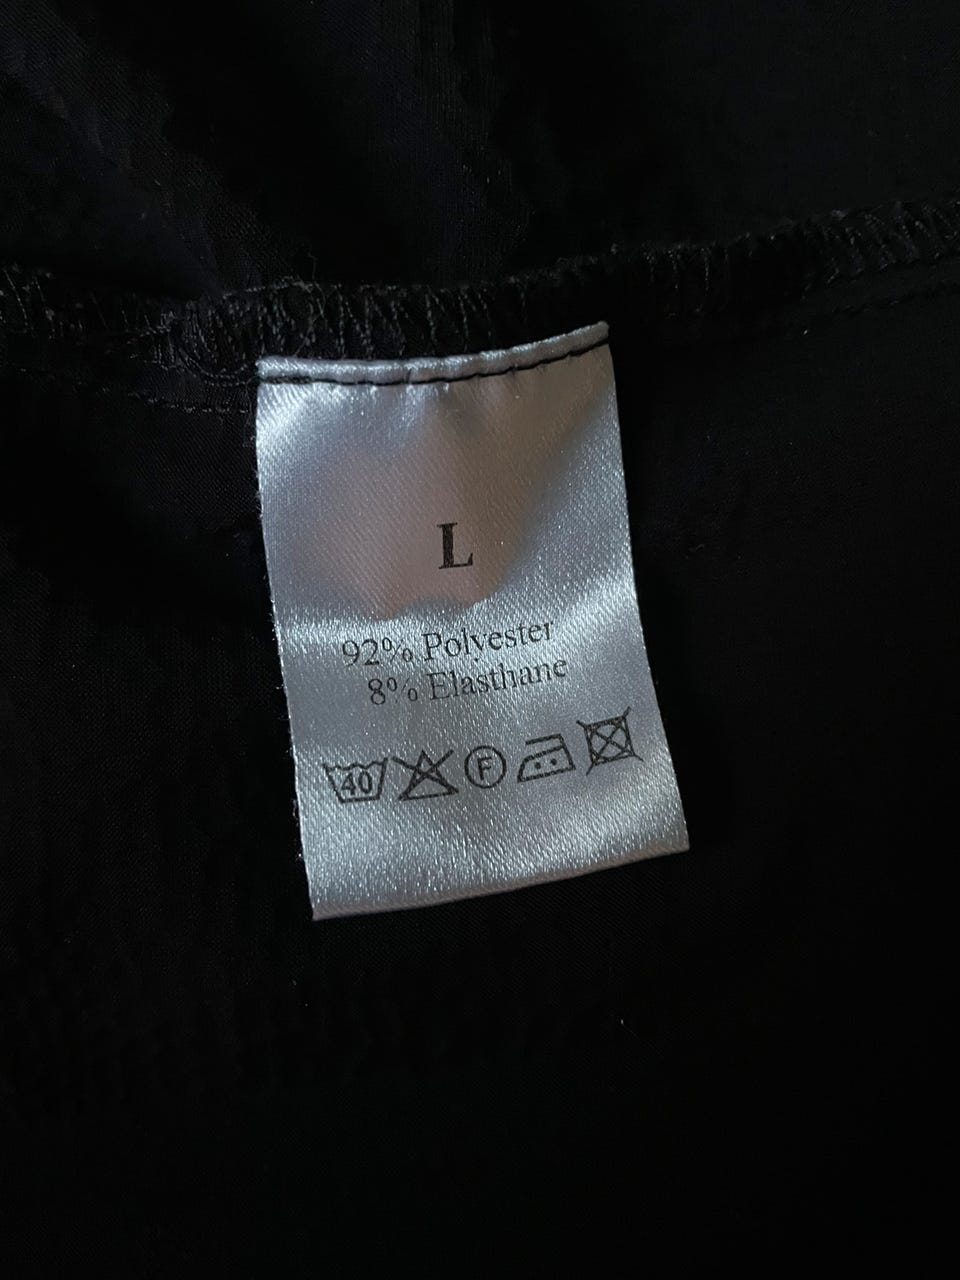 L
92% Polyester
8% Elasthane
40 F